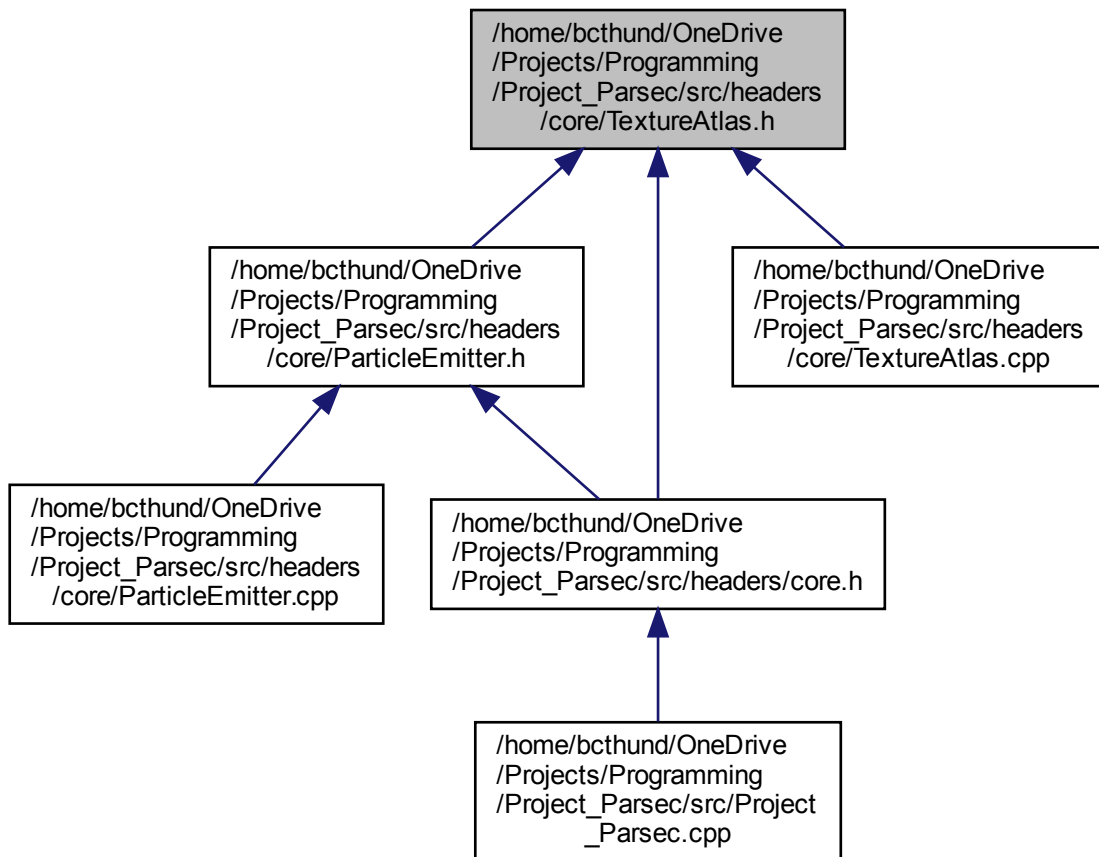 /home/bcthund/OneDrive
/Projects/Programming
/Project_Parsec/src/headers
/core/TextureAtlas.h
/home/bcthund/OneDrive
/Projects/Programming
/Project_Parsec/src/headers
/core/ParticleEmitter.h
/home/bcthund/OneDrive
/Projects/Programming
/Project_Parsec/src/headers
/core/TextureAtlas.cpp
/home/bcthund/OneDrive
/Projects/Programming
/Project_Parsec/src/headers
/core/ParticleEmitter.cpp
/home/bcthund/OneDrive
/Projects/Programming
/Project_Parsec/src/headers/core.h
/home/bcthund/OneDrive
/Projects/Programming
/Project_Parsec/src/Project
_Parsec.cpp